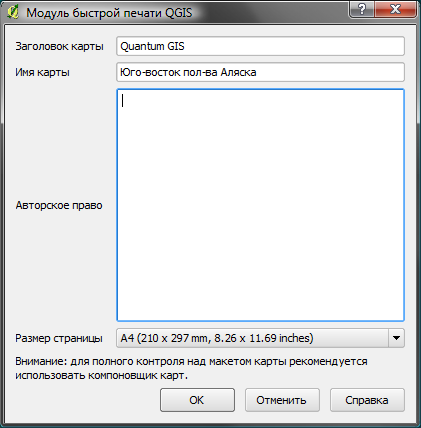 Модуль быстрой печати QGIS
Заголовок карты Quantum GIS
Имя карты Юго-восток пол-ва Аляска
Авторское право
Размер страницы A4 (210 x 297 mm, 8.26 x 11.69 inches)
Внимание: для полного контроля над макетом карты рекомендуется
использовать компоновщик карт.
OK Отменить Справка